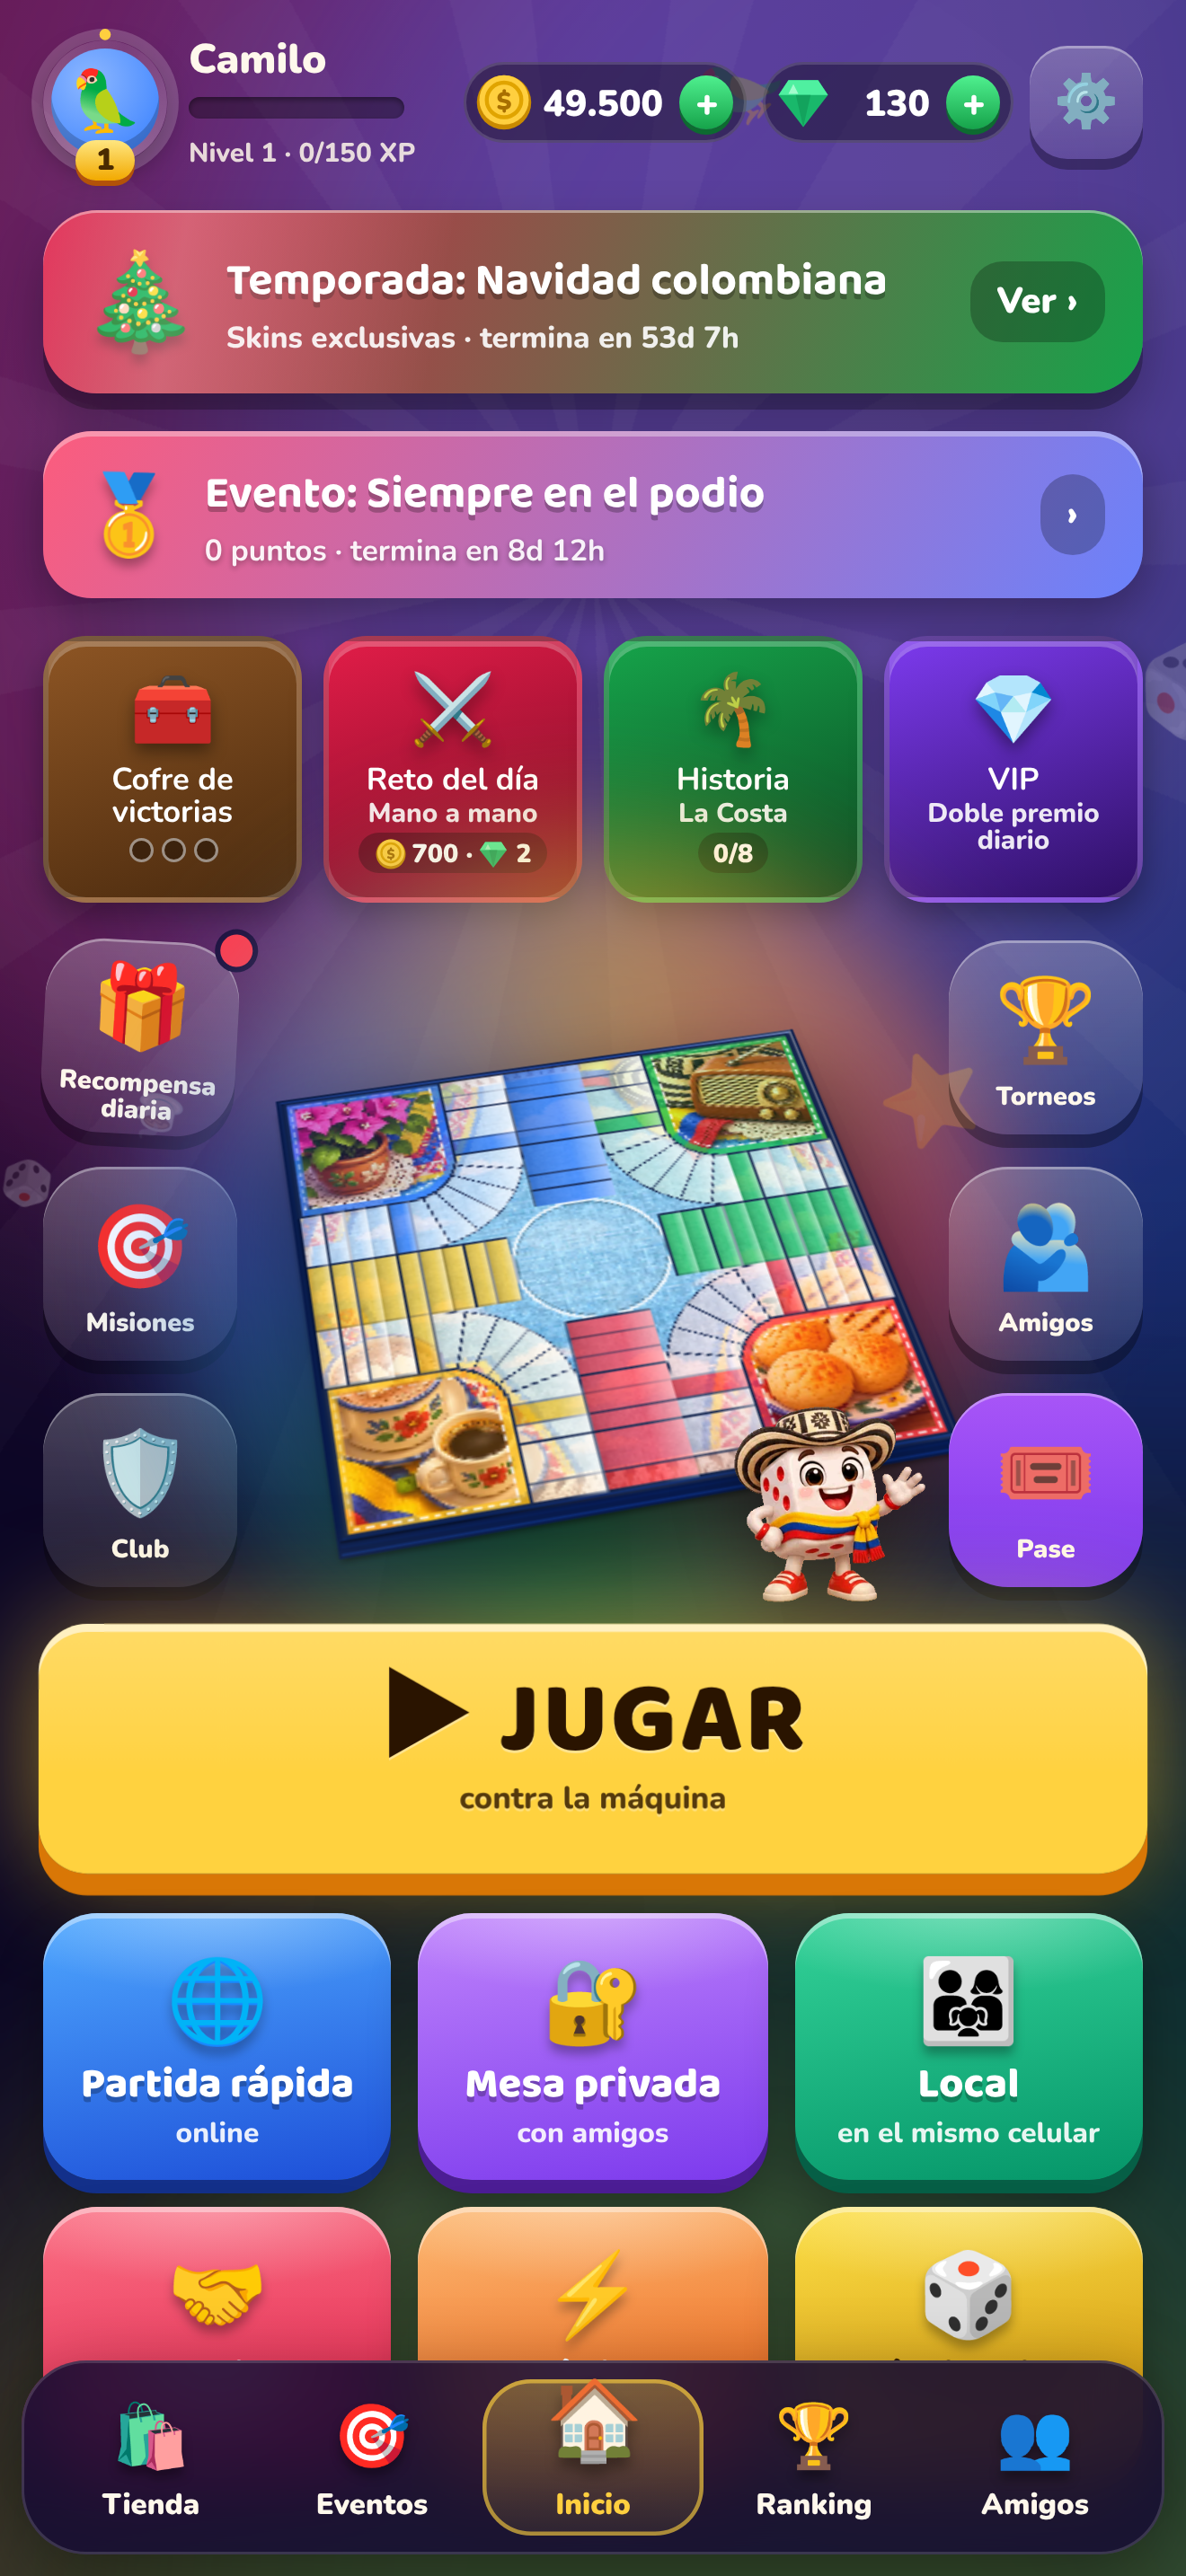 Camilo
Nivel 1 · 0/150 XP
1
49.500
130
Temporada: Navidad colombiana
Skins exclusivas · termina en 53d 7h
Ver ›
Evento: Siempre en el podio
0 puntos · termina en 8d 12h
›
Cofre de
victorias
Reto del día
Mano a mano
700 · 2
Historia
La Costa
0/8
VIP
Doble premio
diario
Recompensa
diaria
Torneos
Misiones
Amigos
Club
Pase
JUGAR
contra la máquina
Partida rápida
online
Mesa privada
con amigos
Local
en el mismo celular
Tienda
Eventos
Inicio
Ranking
Amigos